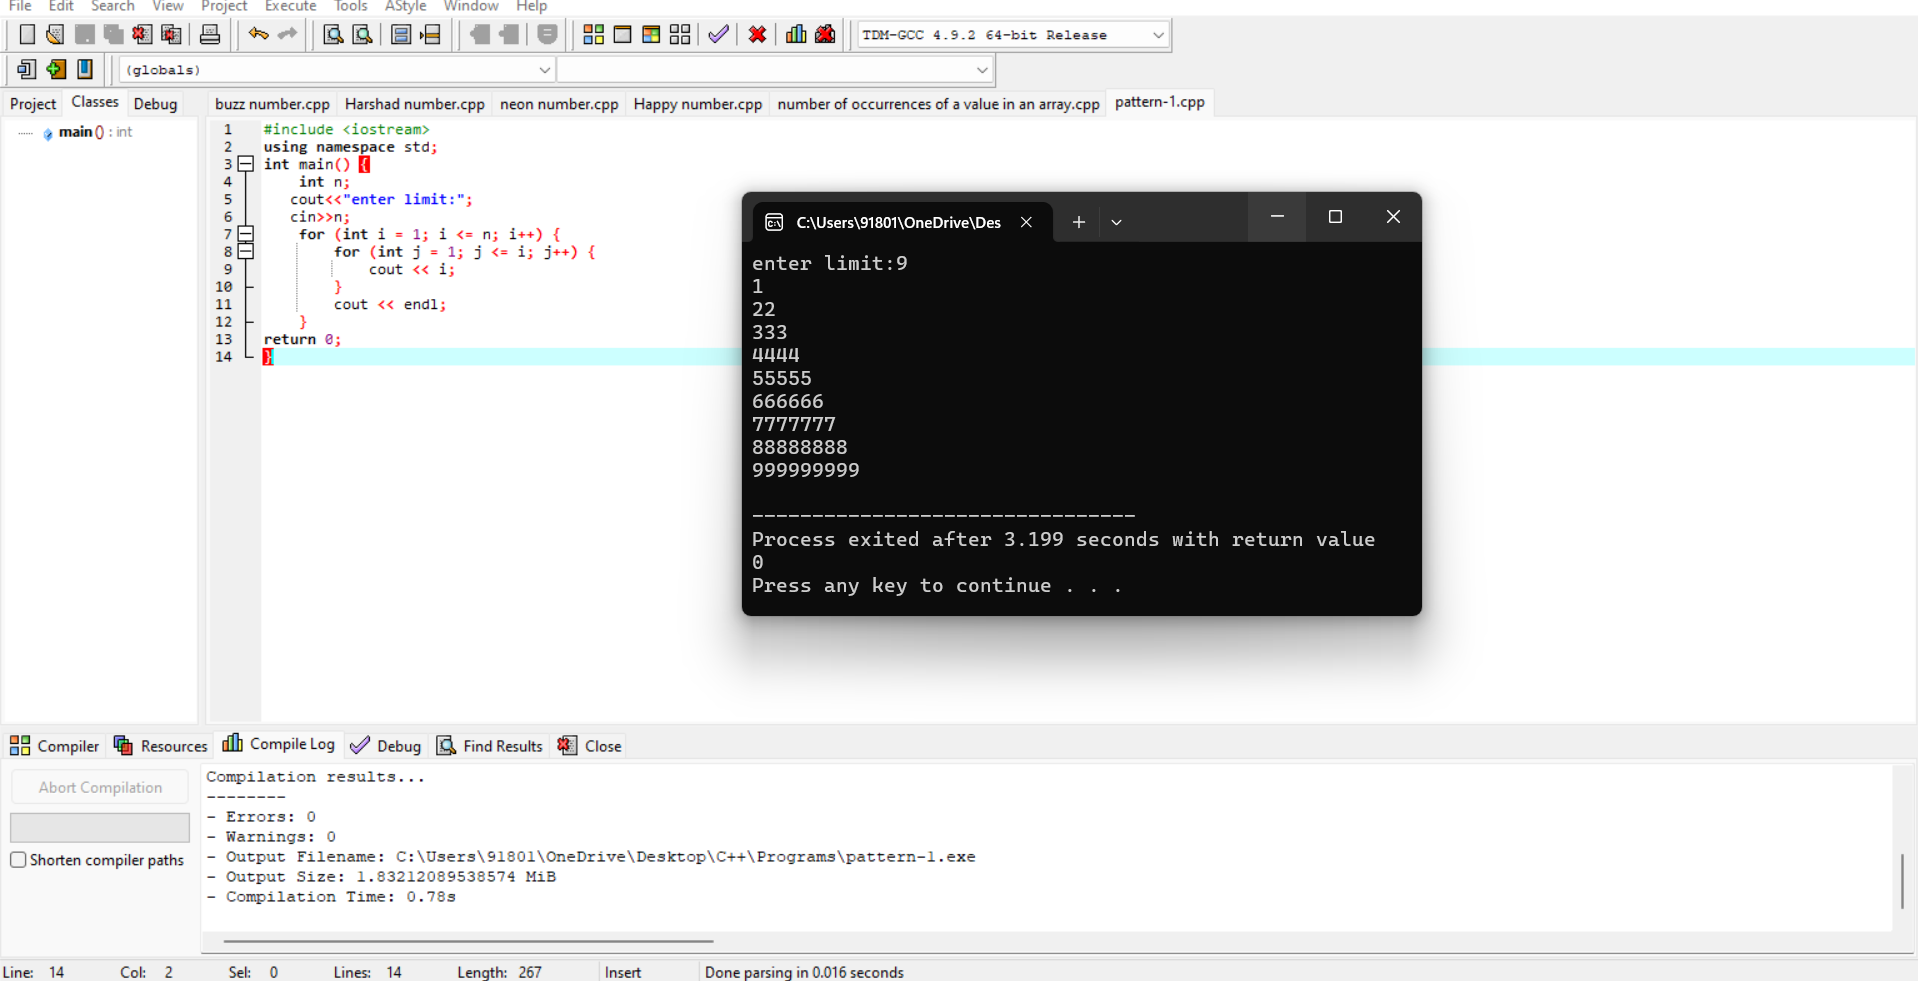 File Edit Search View Project Execute Tools AStyle Window Help
TDM-GCC 4.9.2 64-bit Release
(globals)
Project Classes Debug
buzz number.cpp Harshad number.cpp neon number.cpp Happy number.cpp number of occurrences of a value in an array.cpp pattern-1.cpp
main () : int
1 #include <iostream>
2 using namespace std;
3 int main() {
4 int n;
5 cout<<"enter limit:";
6 cin>>n;
7 for (int i = 1; i <= n; i++) {
8 for (int j = 1; j <= i; j++) {
9 cout << i;
10 }
11 cout << endl;
12 }
13 return 0;
14 }
C:\Users\91801\OneDrive\Des
enter limit:9
1
22
333
4444
55555
666666
7777777
88888888
999999999
--------------------------------
Process exited after 3.199 seconds with return value
0
Press any key to continue . . .
Compiler Resources Compile Log Debug Find Results Close
Abort Compilation
Shorten compiler paths
Compilation results...
--------
- Errors: 0
- Warnings: 0
- Output Filename: C:\Users\91801\OneDrive\Desktop\C++\Programs\pattern-1.exe
- Output Size: 1.83212089538574 MiB
- Compilation Time: 0.78s
Line: 14 Col: 2 Sel: 0 Lines: 14 Length: 267 Insert Done parsing in 0.016 seconds